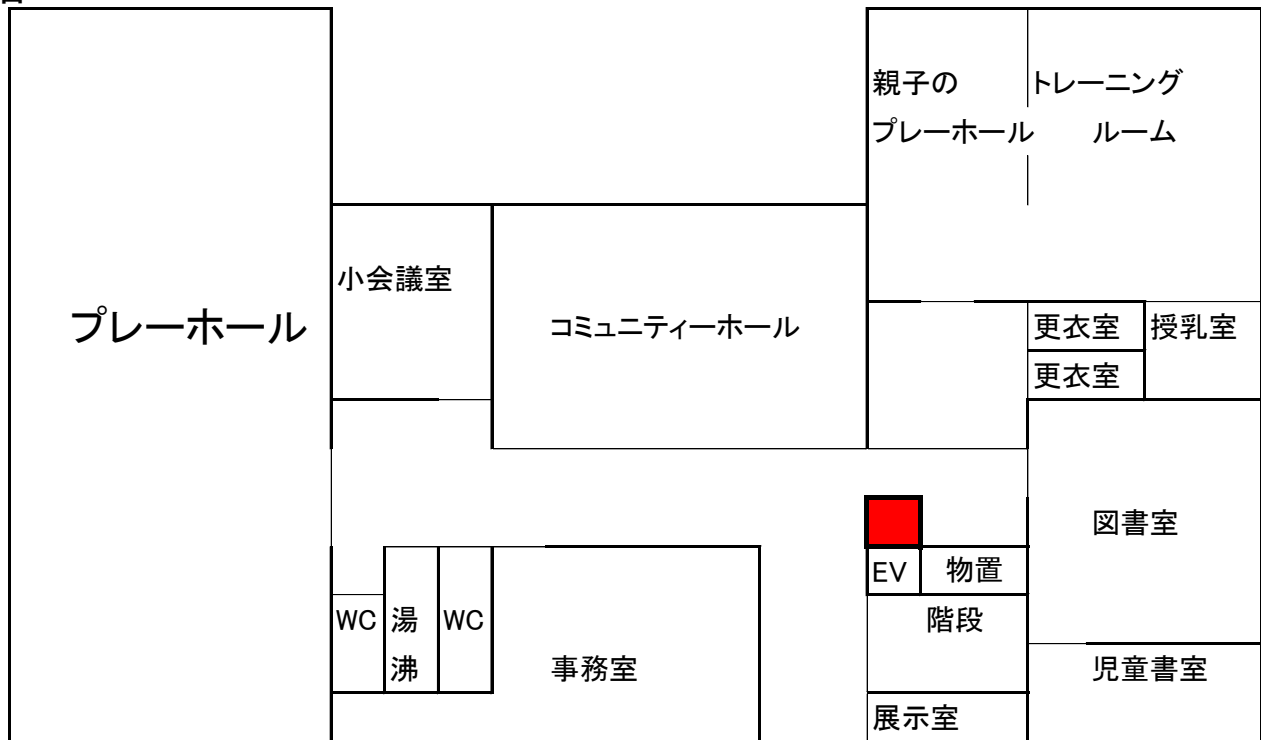 親子の トレーニング
プレーホール ルーム
小会議室
プレーホール
コミュニティーホール
更衣室 授乳室
更衣室
図書室
EV 物置
WC 湯 WC 階段
沸 事務室 児童書室
展示室